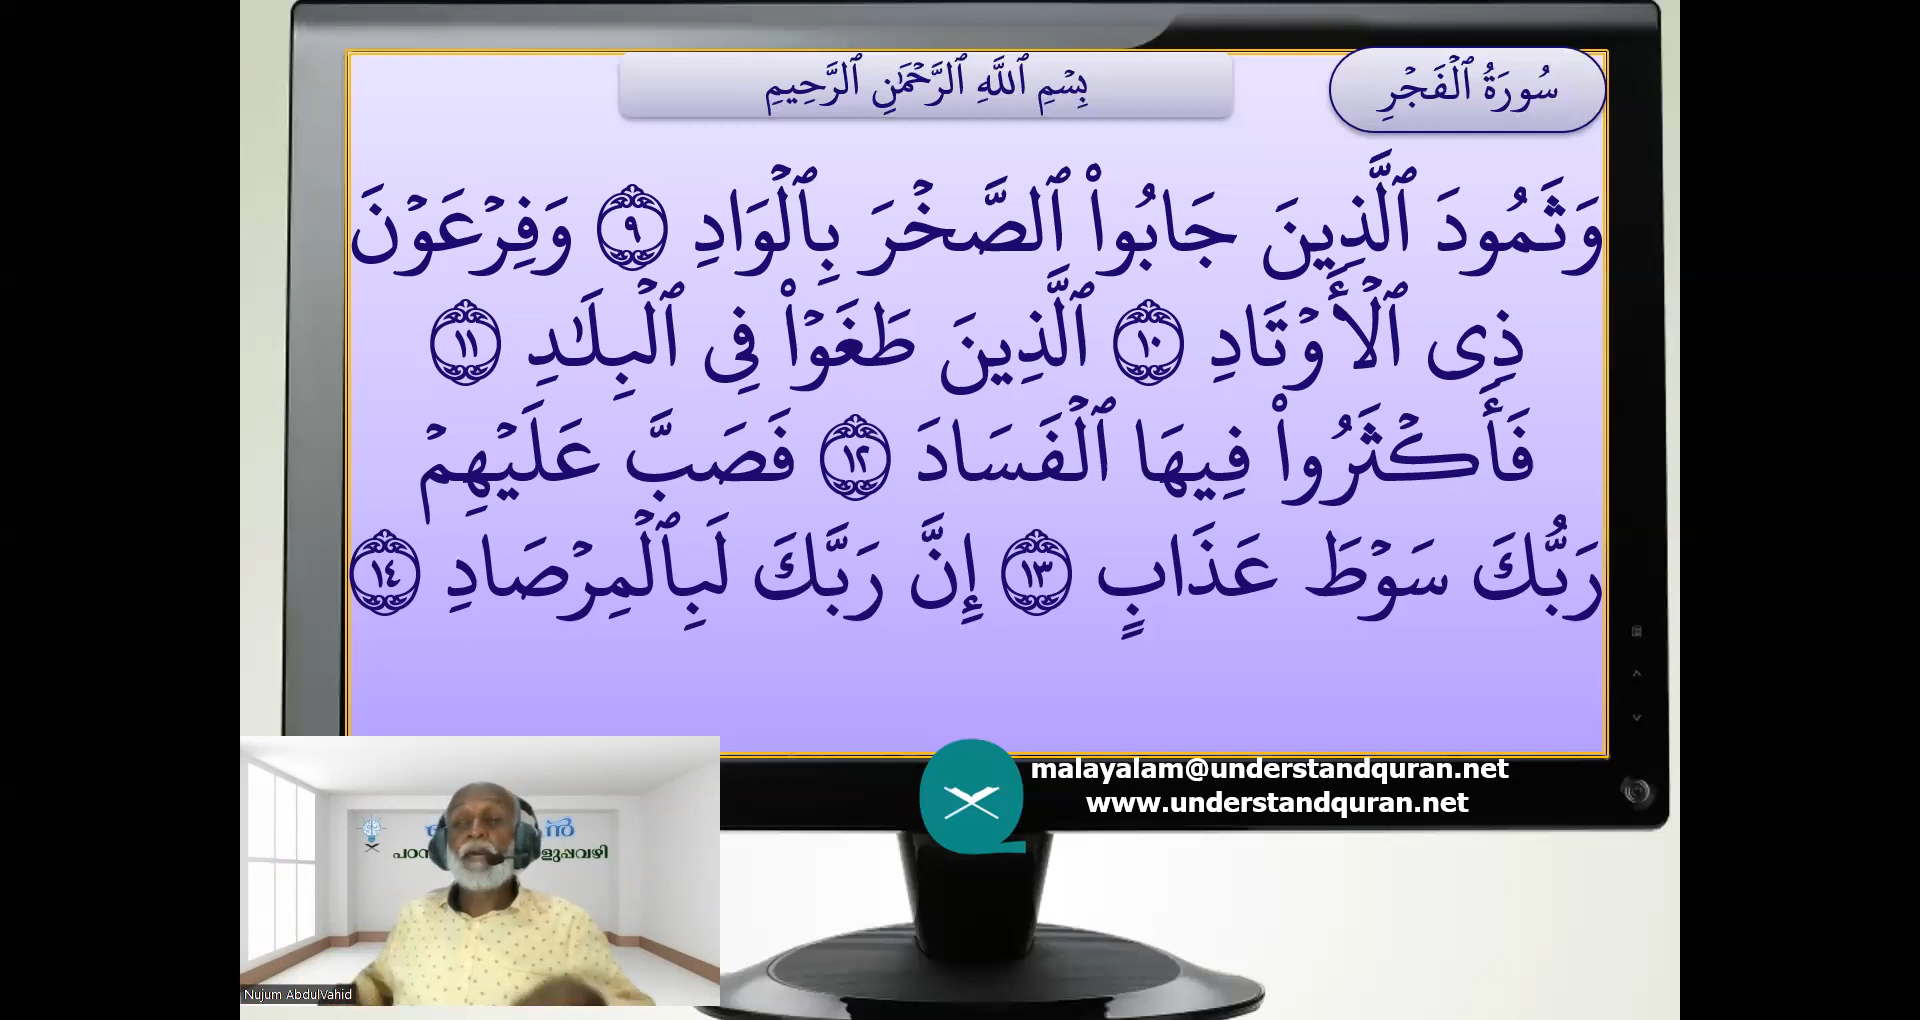 سُورَةُ ٱلْفَجْرِ
بِسْمِ ٱللَّهِ ٱلرَّحْمَٰنِ ٱلرَّحِيمِ
وَثَمُودَ ٱلَّذِينَ جَابُوا۟ ٱلصَّخْرَ بِٱلْوَادِ ٩ وَفِرْعَوْنَ
ذِى ٱلْأَوْتَادِ ١٠ ٱلَّذِينَ طَغَوْا۟ فِى ٱلْبِلَـٰدِ ١١
فَأَكْثَرُوا۟ فِيهَا ٱلْفَسَادَ ١٢ فَصَبَّ عَلَيْهِمْ
رَبُّكَ سَوْطَ عَذَابٍ ١٣ إِنَّ رَبَّكَ لَبِٱلْمِرْصَادِ ١٤
malayalam@understandquran.net
www.understandquran.net
Nujum AbdulVahid